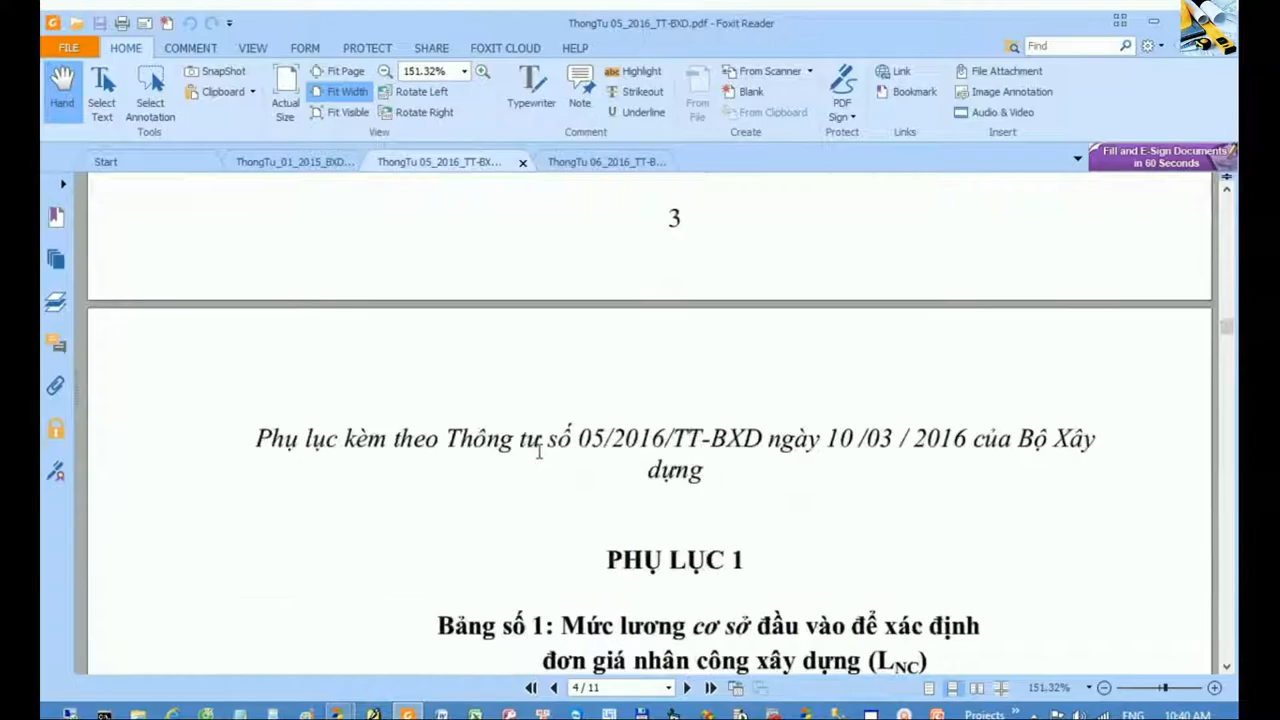 ThongTu 05_2016_TT-BXD.pdf - Foxit Reader
FILE HOME COMMENT VIEW FORM PROTECT SHARE FOXIT CLOUD HELP
Find
Hand
Select Text
Select Annotation
SnapShot
Clipboard
Tools
Actual Size
Fit Page
Fit Width
Fit Visible
151.32%
Rotate Left
Rotate Right
View
Typewriter
Note
Highlight
Strikeout
Underline
Comment
From File
From Scanner
Blank
From Clipboard
Create
PDF Sign
Protect
Link
Bookmark
Links
File Attachment
Image Annotation
Audio & Video
Insert
Start
ThongTu_01_2015_BXD...
ThongTu 05_2016_TT-BX...
ThongTu 06_2016_TT-B...
Fill and E-Sign Documents
in 60 Seconds
3
Phụ lục kèm theo Thông tư số 05/2016/TT-BXD ngày 10 /03 / 2016 của Bộ Xây
dựng
PHỤ LỤC 1
Bảng số 1: Mức lương cơ sở đầu vào để xác định
đơn giá nhân công xây dựng (LNC)
4 / 11
151.32%
Projects
ENG
10:40 AM